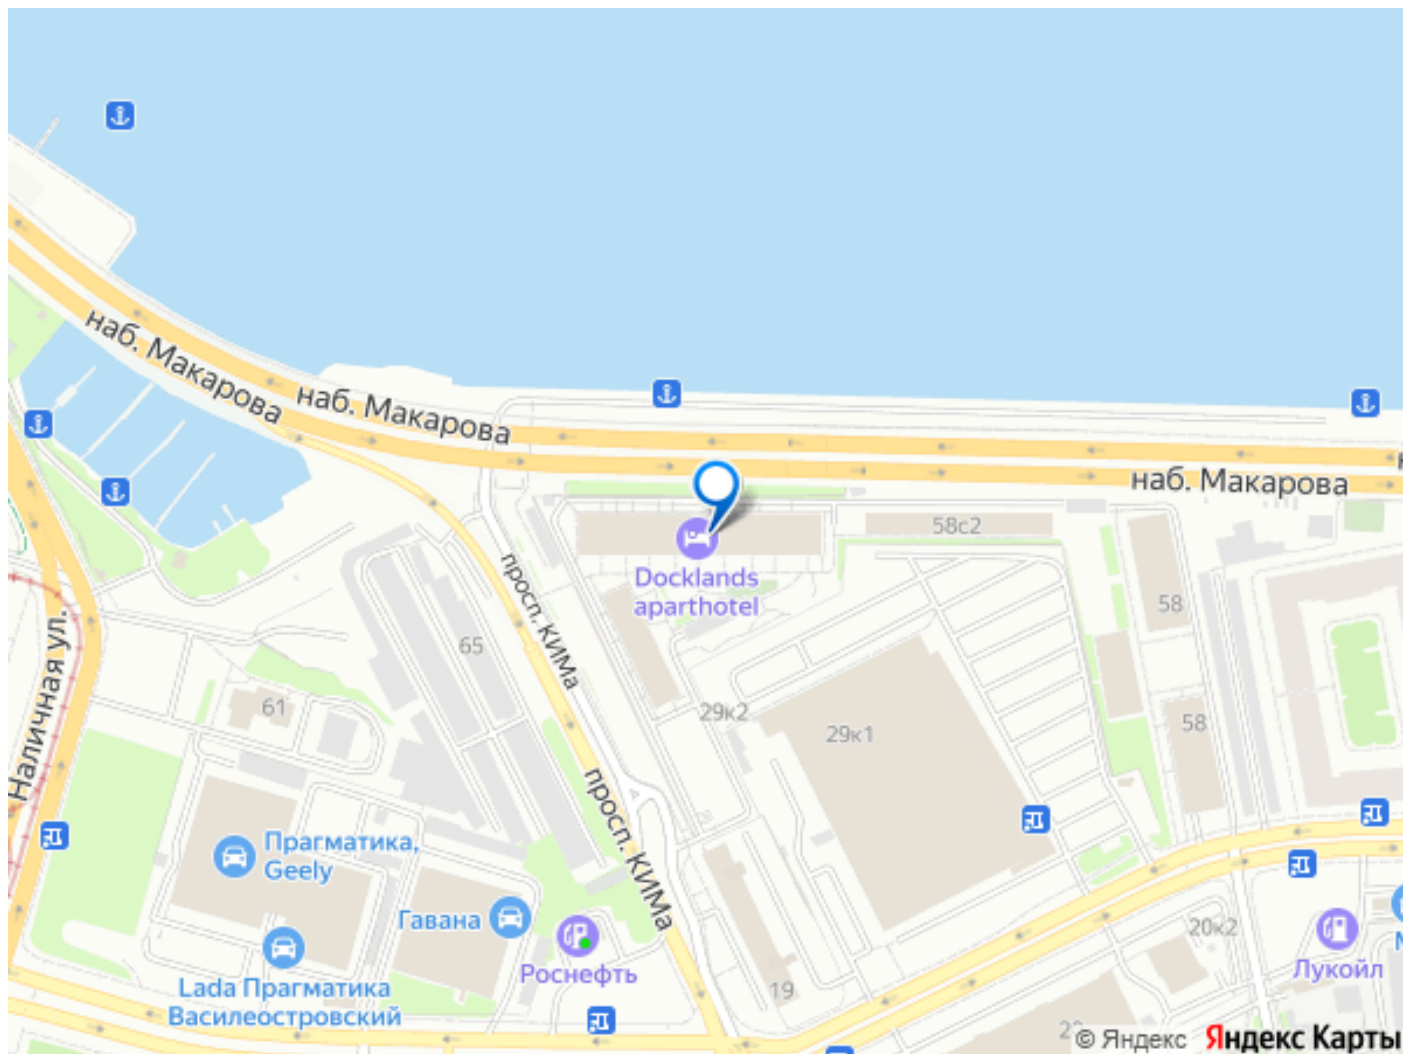 наб. Макарова
наб. Макарова
наб. Макарова
58с2
Docklands
aparthotel
просп. КИМа
58
65
Наличная ул.
61
29к2
58
29к1
просп. КИМа
Прагматика,
Geely
Гавана
20к2
Роснефть
Лукойл
Lada Прагматика
Василеостровский
19
© Яндекс Яндекс Карты